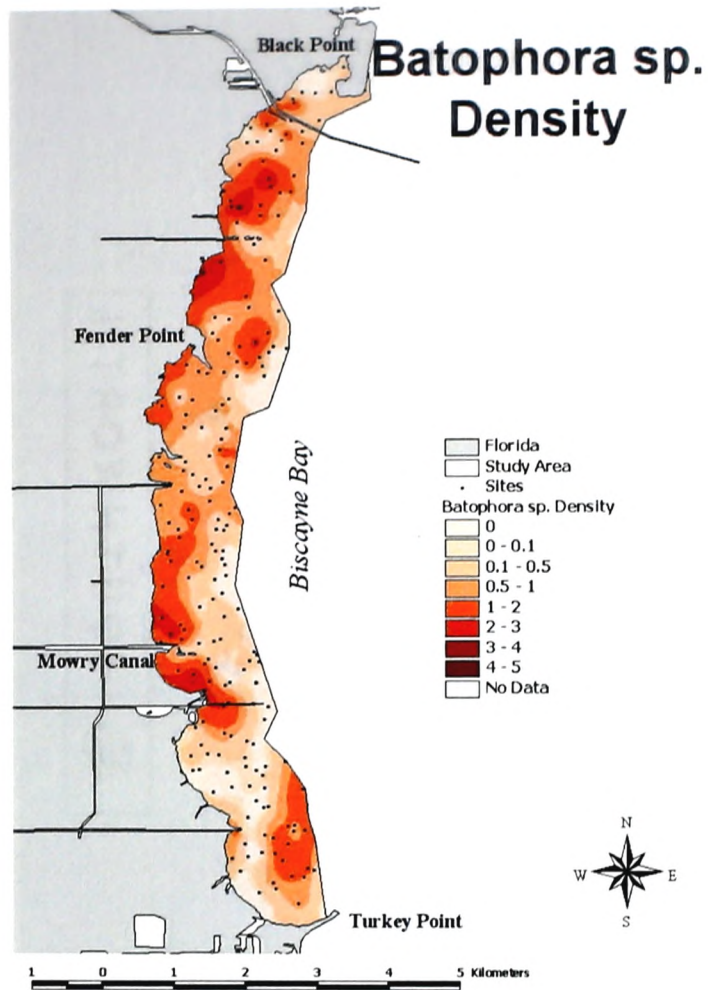 Black Point
Batophora sp.
Density
Fender Point
Biscayne Bay
Florida
Study Area
Sites
Batophora sp. Density
0
0 - 0.1
0.1 - 0.5
0.5 - 1
1 - 2
2 - 3
3 - 4
4 - 5
No Data
Mowry Canal
N
W E
S
Turkey Point
1 0 1 2 3 4 5 Kilometers